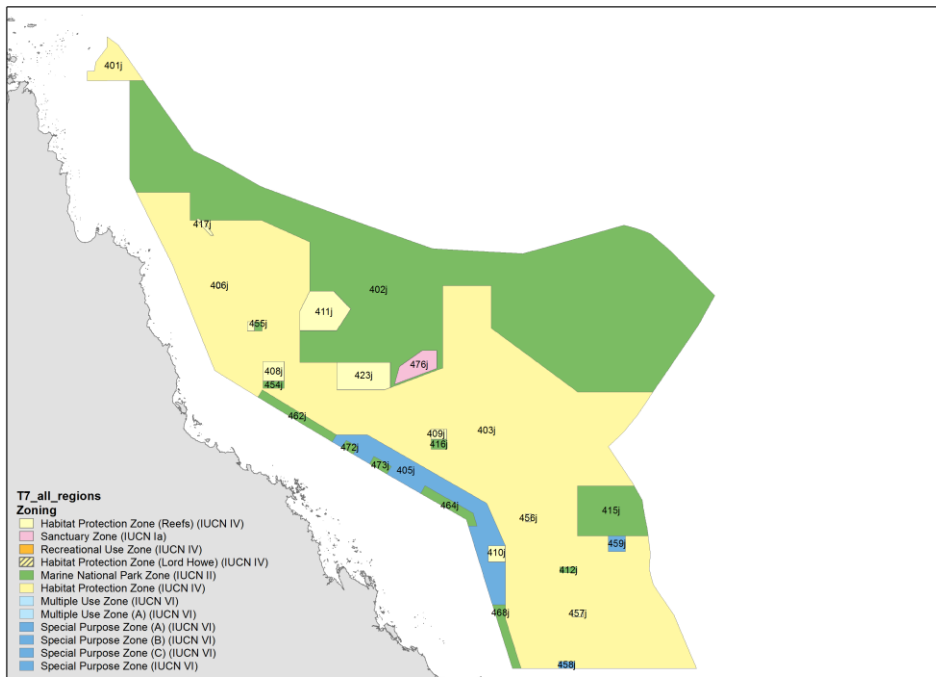 401j
417j
406j
402j
411j
455j
408j
423j
476j
454j
462j
409j
403j
416j
472j
473j
405j
464j
456j
415j
410j
459j
412j
468j
457j
458j
T7_all_regions
Zoning
Habitat Protection Zone (Reefs) (IUCN IV)
Sanctuary Zone (IUCN Ia)
Recreational Use Zone (IUCN IV)
Habitat Protection Zone (Lord Howe) (IUCN IV)
Marine National Park Zone (IUCN II)
Habitat Protection Zone (IUCN IV)
Multiple Use Zone (IUCN VI)
Multiple Use Zone (A) (IUCN VI)
Special Purpose Zone (A) (IUCN VI)
Special Purpose Zone (B) (IUCN VI)
Special Purpose Zone (C) (IUCN VI)
Special Purpose Zone (IUCN VI)